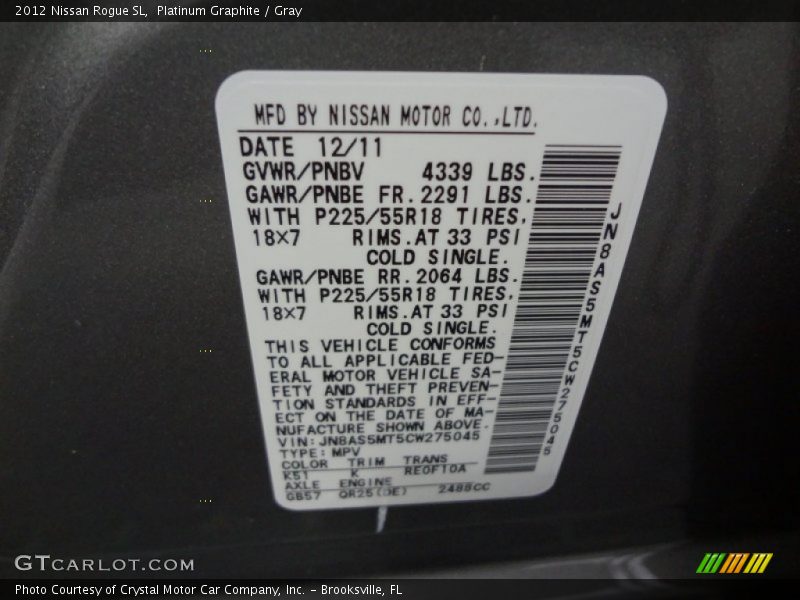 2012 Nissan Rogue SL, Platinum Graphite / Gray
MFD BY NISSAN MOTOR CO.,LTD.
DATE 12/11
GVWR/PNBV 4339 LBS.
GAWR/PNBE FR.2291 LBS.
WITH P225/55R18 TIRES,
18×7 RIMS.AT 33 PSI
COLD SINGLE.
GAWR/PNBE RR.2064 LBS.
WITH P225/55R18 TIRES,
18×7 RIMS.AT 33 PSI
COLD SINGLE.
THIS VEHICLE CONFORMS
TO ALL APPLICABLE FED-
ERAL MOTOR VEHICLE SA-
FETY AND THEFT PREVEN-
TION STANDARDS IN EFF-
ECT ON THE DATE OF MA-
NUFACTURE SHOWN ABOVE.
VIN:JN8AS5MT5CW275045
TYPE:MPV
COLOR TRIM TRANS
K51 K RE0F10A
AXLE ENGINE
GB57 QR25(DE) 2488CC
JN8AS5MT5CW275045
GTCARLOT.COM
Photo Courtesy of Crystal Motor Car Company, Inc. – Brooksville, FL